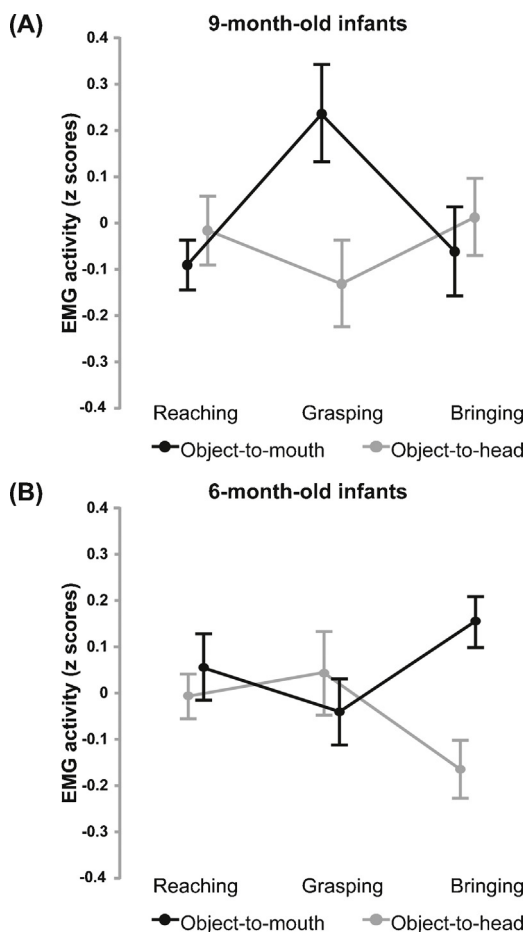 (A)
9-month-old infants
EMG activity (z scores)
0.4
0.3
0.2
0.1
0
-0.1
-0.2
-0.3
-0.4
Reaching Grasping Bringing
Object-to-mouth Object-to-head
(B)
6-month-old infants
EMG activity (z scores)
0.4
0.3
0.2
0.1
0
-0.1
-0.2
-0.3
-0.4
Reaching Grasping Bringing
Object-to-mouth Object-to-head